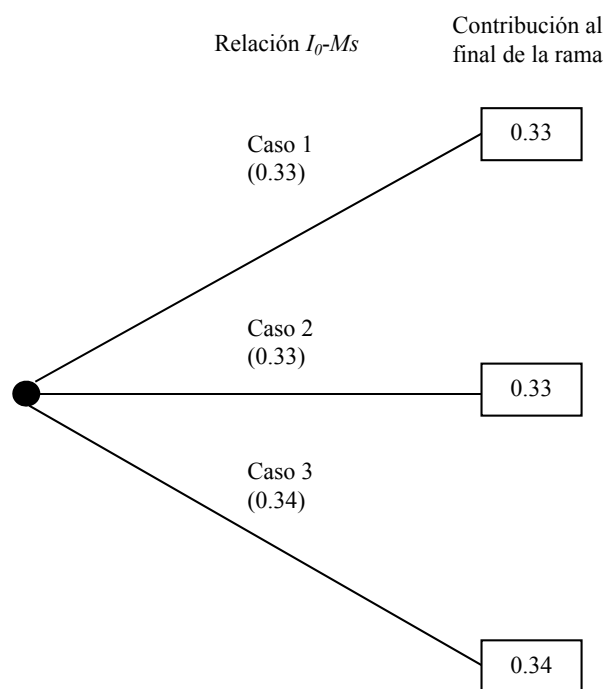 Relación I₀-Ms
Contribución al
final de la rama
Caso 1
(0.33)
0.33
Caso 2
(0.33)
0.33
Caso 3
(0.34)
0.34